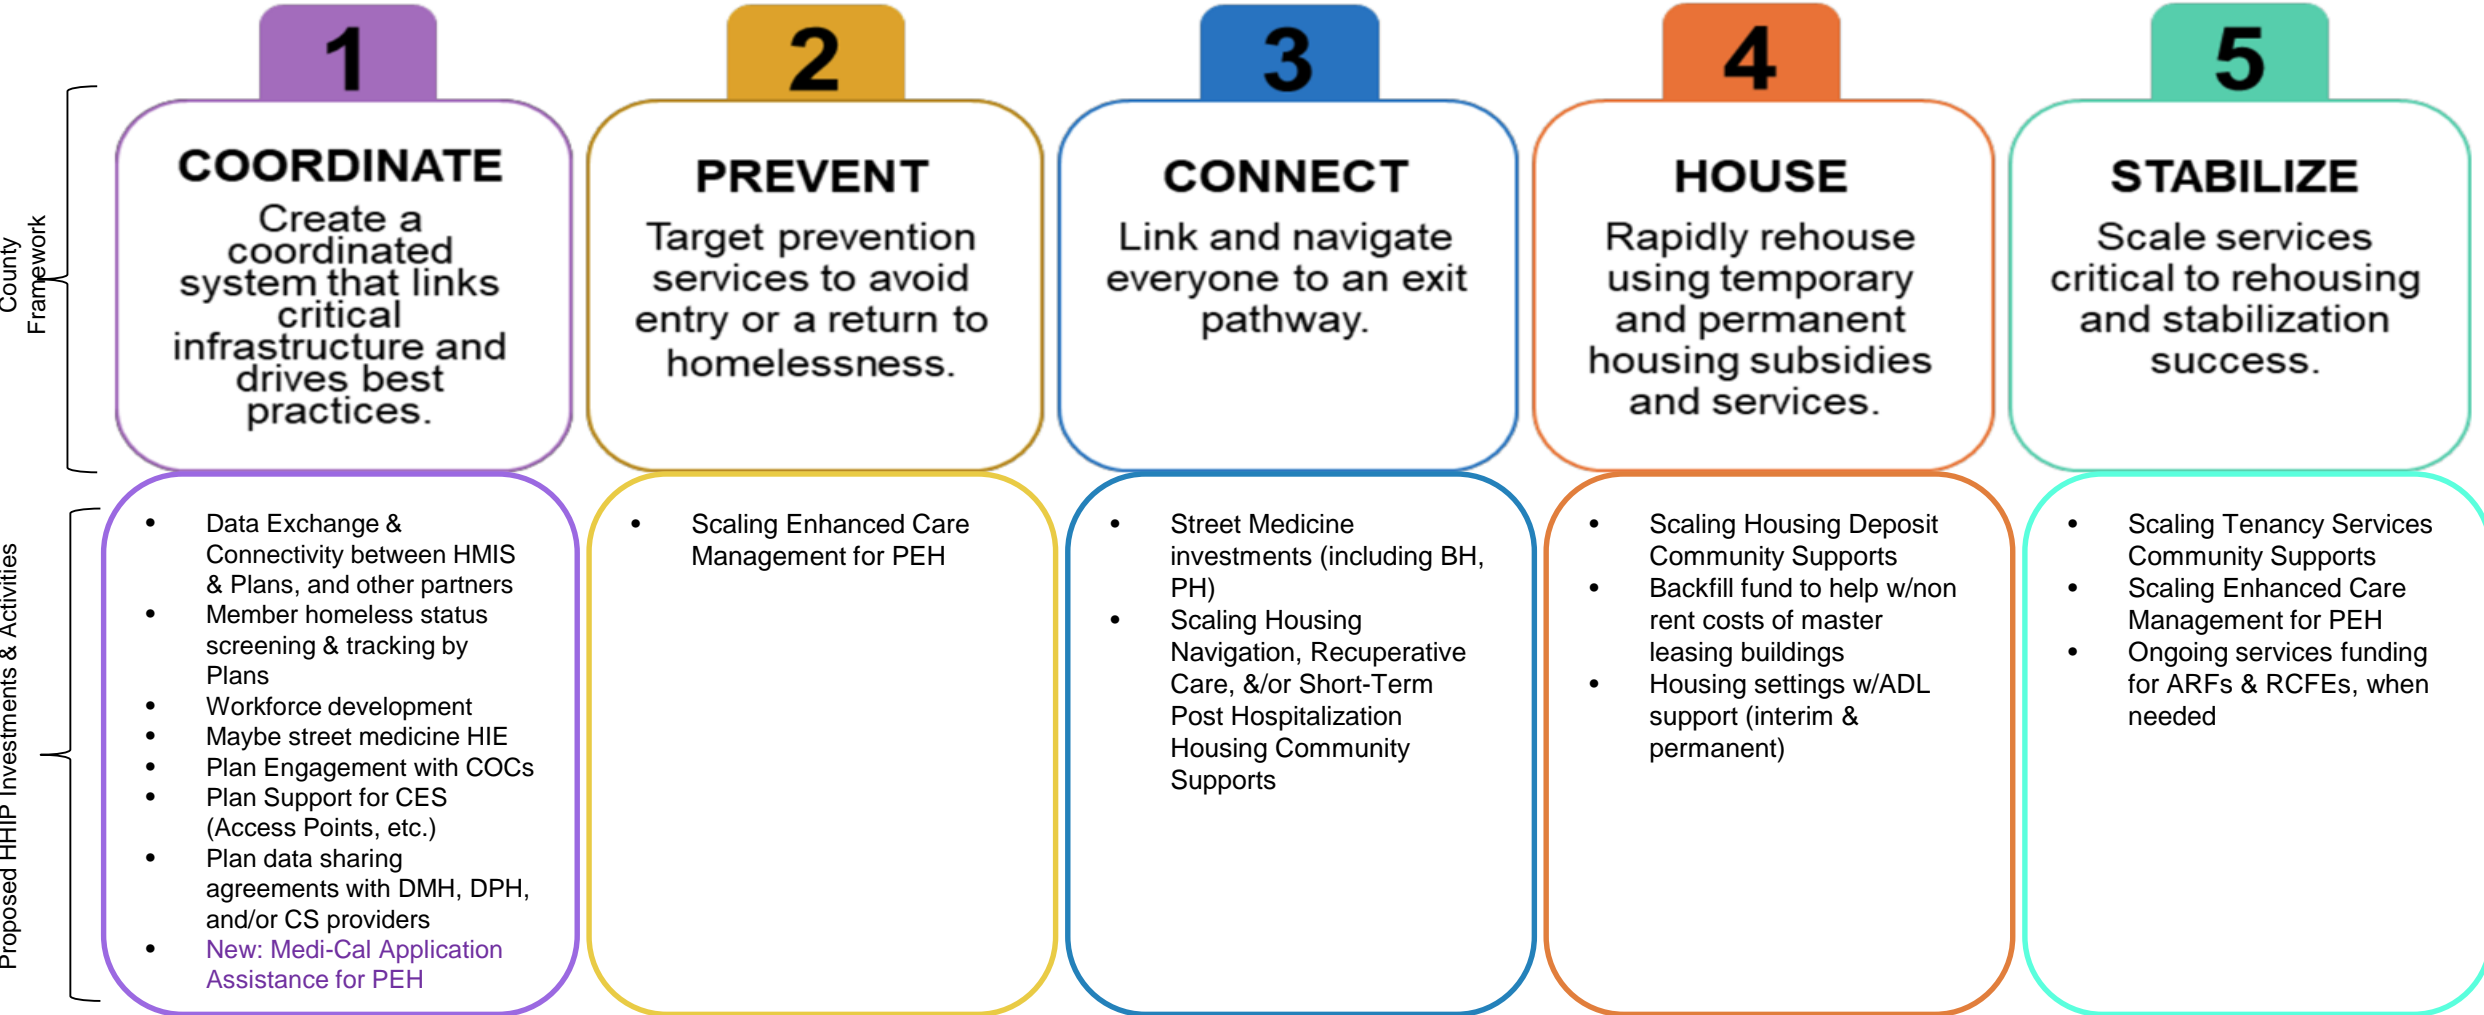 1
COORDINATE
Create a
coordinated
system that links
critical
infrastructure and
drives best
practices.
2
PREVENT
Target prevention
services to avoid
entry or a return to
homelessness.
3
CONNECT
Link and navigate
everyone to an exit
pathway.
4
HOUSE
Rapidly rehouse
using temporary
and permanent
housing subsidies
and services.
5
STABILIZE
Scale services
critical to rehousing
and stabilization
success.
County
Framework
Proposed HHIP Investments & Activities
• Data Exchange &
Connectivity between HMIS
& Plans, and other partners
• Member homeless status
screening & tracking by
Plans
• Workforce development
• Maybe street medicine HIE
• Plan Engagement with COCs
• Plan Support for CES
(Access Points, etc.)
• Plan data sharing
agreements with DMH, DPH,
and/or CS providers
• New: Medi-Cal Application
Assistance for PEH
• Scaling Enhanced Care
Management for PEH
• Street Medicine
investments (including BH,
PH)
• Scaling Housing
Navigation, Recuperative
Care, &/or Short-Term
Post Hospitalization
Housing Community
Supports
• Scaling Housing Deposit
Community Supports
• Backfill fund to help w/non
rent costs of master
leasing buildings
• Housing settings w/ADL
support (interim &
permanent)
• Scaling Tenancy Services
Community Supports
• Scaling Enhanced Care
Management for PEH
• Ongoing services funding
for ARFs & RCFEs, when
needed